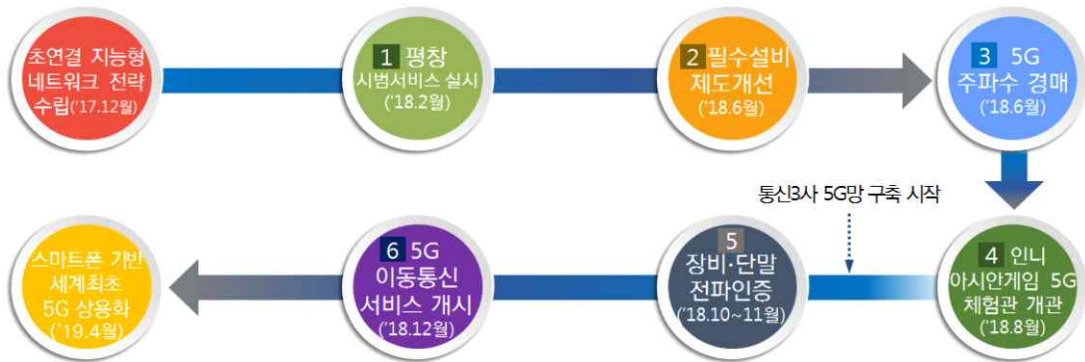 초연결 지능형
네트워크 전략
수립('17.12월)
1 평창
시범서비스 실시
('18.2월)
2 필수설비
제도개선
('18.6월)
3 5G
주파수 경매
('18.6월)
통신3사 5G망 구축 시작
4 인니
아시안게임 5G
체험관 개관
('18.8월)
5
장비·단말
전파인증
('18.10~11월)
6 5G
이동통신
서비스 개시
('18.12월)
스마트폰 기반
세계최초
5G 상용화
('19.4월)